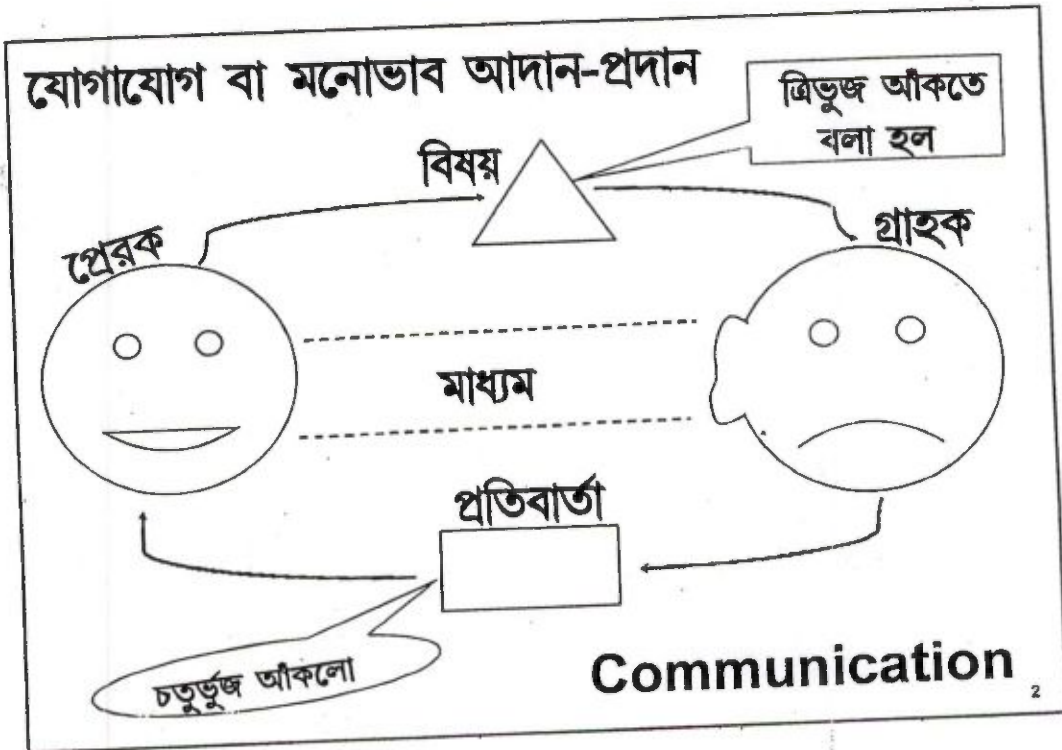 যোগাযোগ বা মনোভাব আদান-প্রদান
ত্রিভুজ আঁকতে
বলা হল
বিষয়
প্রেরক
গ্রাহক
মাধ্যম
প্রতিবার্তা
চতুর্ভুজ আঁকলো
Communication
2